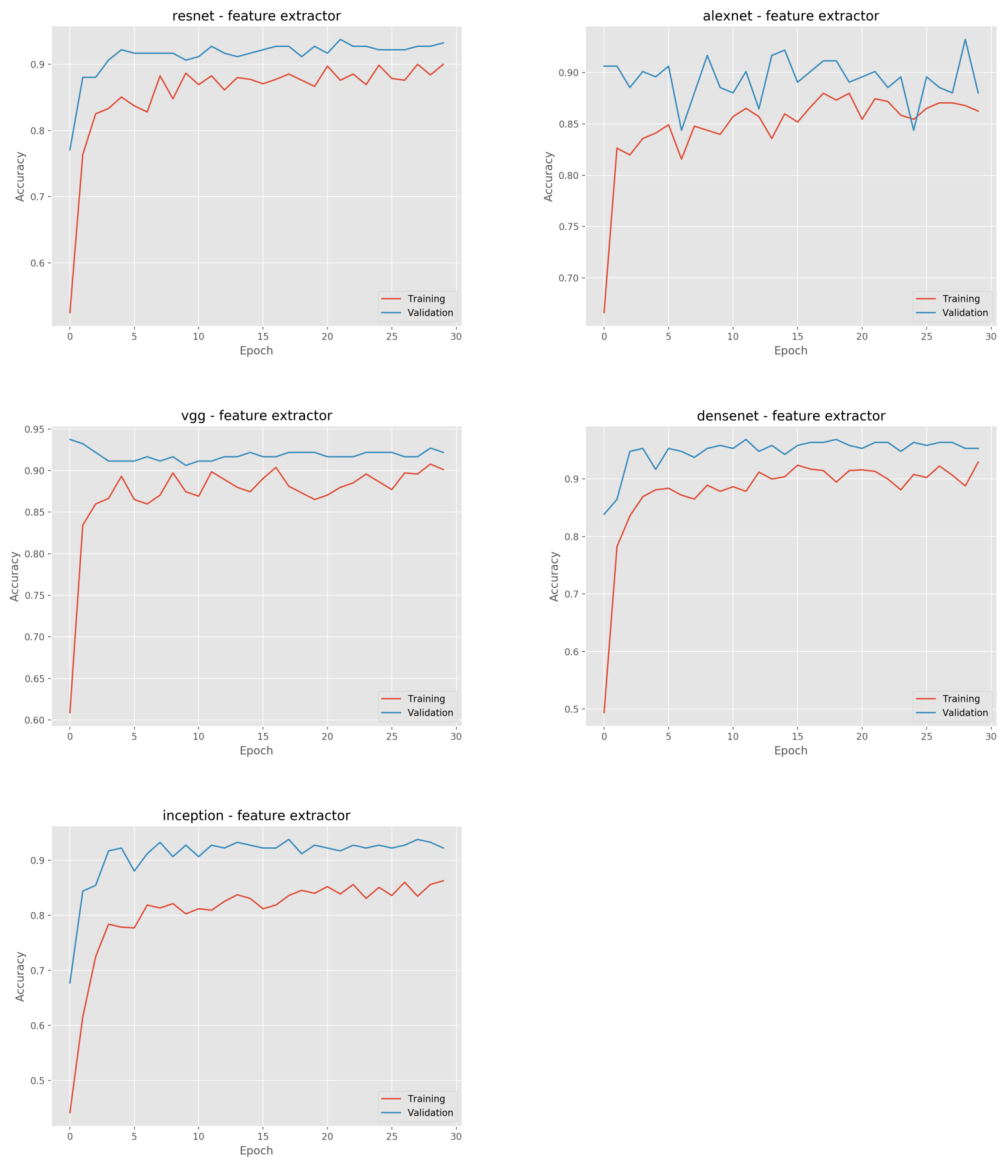 resnet - feature extractor
Accuracy
0.9
0.8
0.7
0.6
0 5 10 15 20 25 30
Epoch
Training
Validation
alexnet - feature extractor
Accuracy
0.90
0.85
0.80
0.75
0.70
0 5 10 15 20 25 30
Epoch
Training
Validation
vgg - feature extractor
Accuracy
0.95
0.90
0.85
0.80
0.75
0.70
0.65
0.60
0 5 10 15 20 25 30
Epoch
Training
Validation
densenet - feature extractor
Accuracy
0.9
0.8
0.7
0.6
0.5
0 5 10 15 20 25 30
Epoch
Training
Validation
inception - feature extractor
Accuracy
0.9
0.8
0.7
0.6
0.5
0 5 10 15 20 25 30
Epoch
Training
Validation